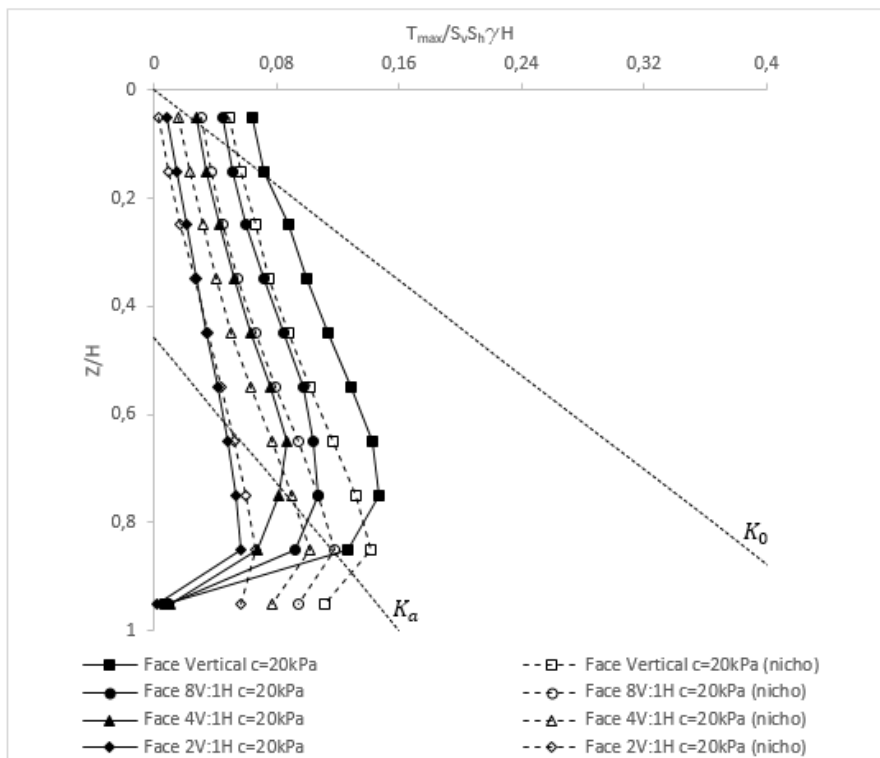 Tmax/SvShγH
0 0,08 0,16 0,24 0,32 0,4
0
0,2
0,4
0,6
0,8
1
Z/H
K0
Ka
Face Vertical c=20kPa
Face Vertical c=20kPa (nicho)
Face 8V:1H c=20kPa
Face 8V:1H c=20kPa (nicho)
Face 4V:1H c=20kPa
Face 4V:1H c=20kPa (nicho)
Face 2V:1H c=20kPa
Face 2V:1H c=20kPa (nicho)